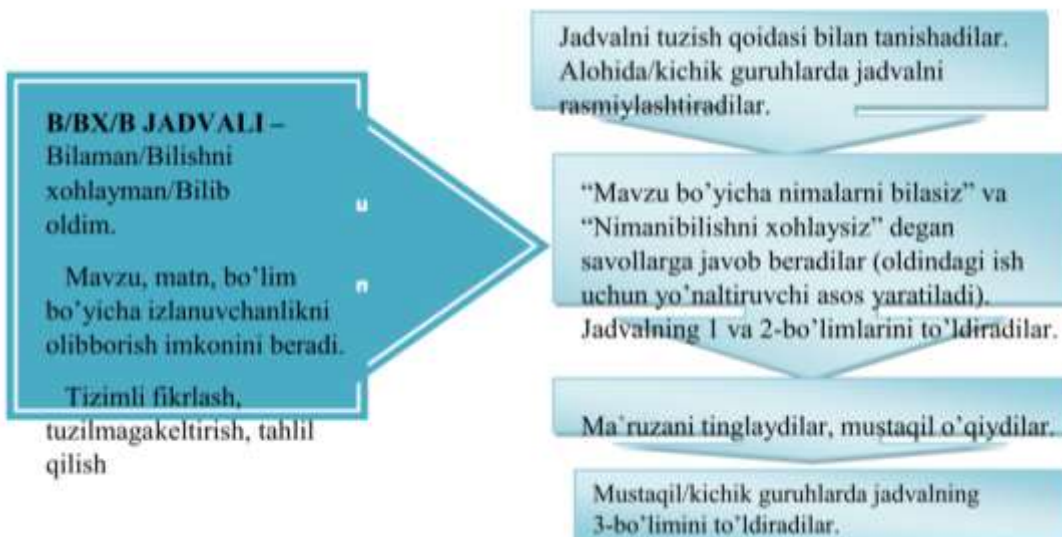 B/BX/B JADVALI –
Bilaman/Bilishni
xohlayman/Bilib
oldim.
Mavzu, matn, bo’lim
bo’yicha izlanuvchanlikni
olibborish imkonini beradi.
Tizimli fikrlash,
tuzilmagakeltirish, tahlil
qilish
Jadvalni tuzish qoidasi bilan tanishadilar.
Alohida/kichik guruhlarda jadvalni
rasmiylashtiradilar.
“Mavzu bo’yicha nimalarni bilasiz” va
“Nimanibilishni xohlaysiz” degan
savollarga javob beradilar (oldindagi ish
uchun yo’naltiruvchi asos yaratiladi).
Jadvalning 1 va 2-bo’limlarini to’ldiradilar.
Ma`ruzani tinglaydilar, mustaqil o’qiydilar.
Mustaqil/kichik guruhlarda jadvalning
3-bo’limini to’ldiradilar.